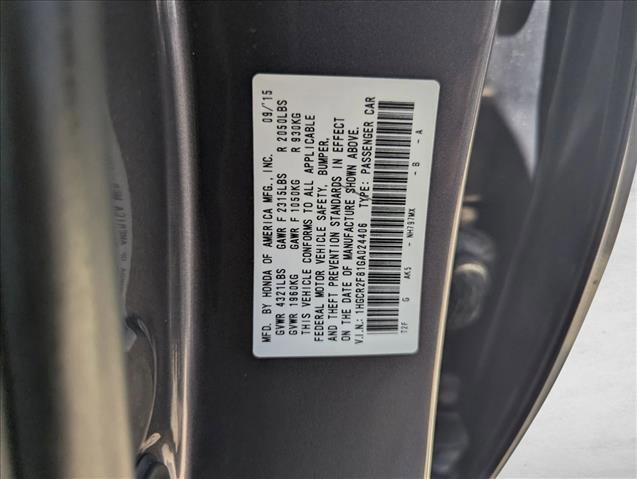 MFD. BY HONDA OF AMERICA MFG., INC. 09/'15
GVWR 4321LBS GAWR F 2315LBS R 2050LBS
GVWR 1960KG GAWR F 1050KG R 930KG
THIS VEHICLE CONFORMS TO ALL APPLICABLE
FEDERAL MOTOR VEHICLE SAFETY, BUMPER,
AND THEFT PREVENTION STANDARDS IN EFFECT
ON THE DATE OF MANUFACTURE SHOWN ABOVE.
V.I.N.: 1HGCR2F81GA024406 TYPE: PASSENGER CAR
T2F G AK5 - NH797MX - B - A